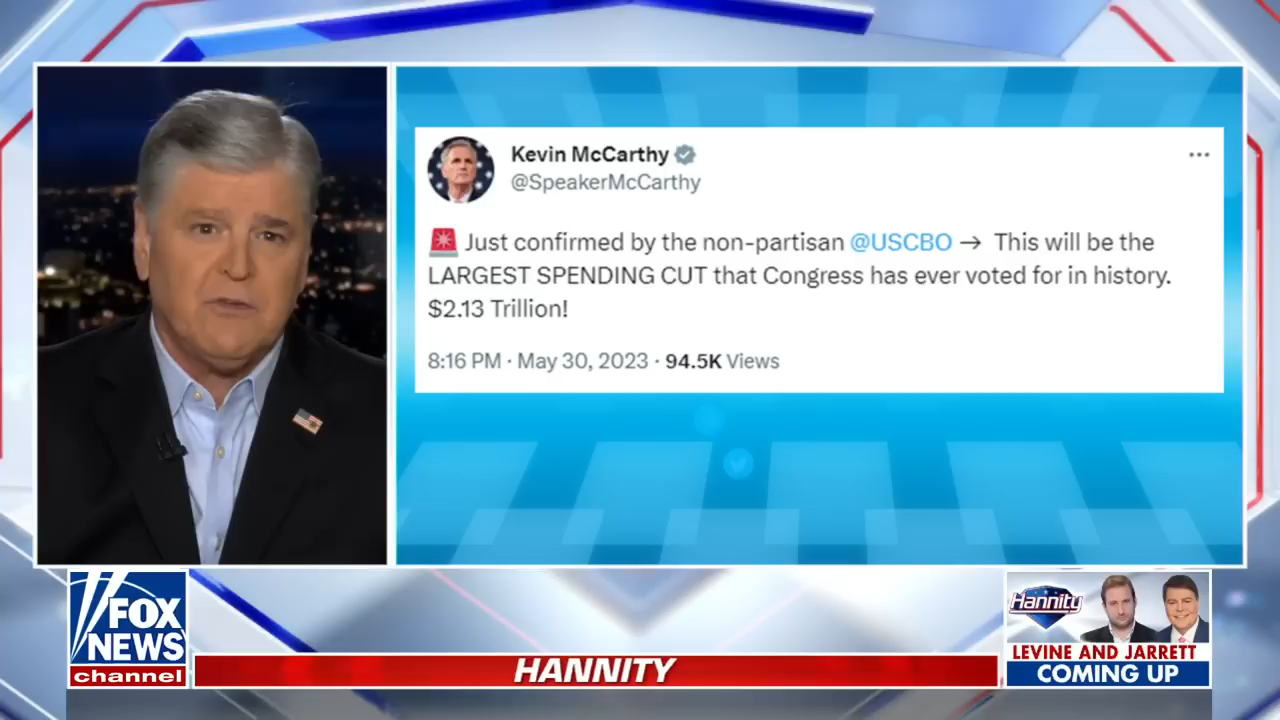 Kevin McCarthy
@SpeakerMcCarthy
🚨 Just confirmed by the non-partisan @USCBO → This will be the
LARGEST SPENDING CUT that Congress has ever voted for in history.
$2.13 Trillion!
8:16 PM · May 30, 2023 · 94.5K Views
FOX
NEWS
channel
HANNITY
Hannity
LEVINE AND JARRETT
COMING UP